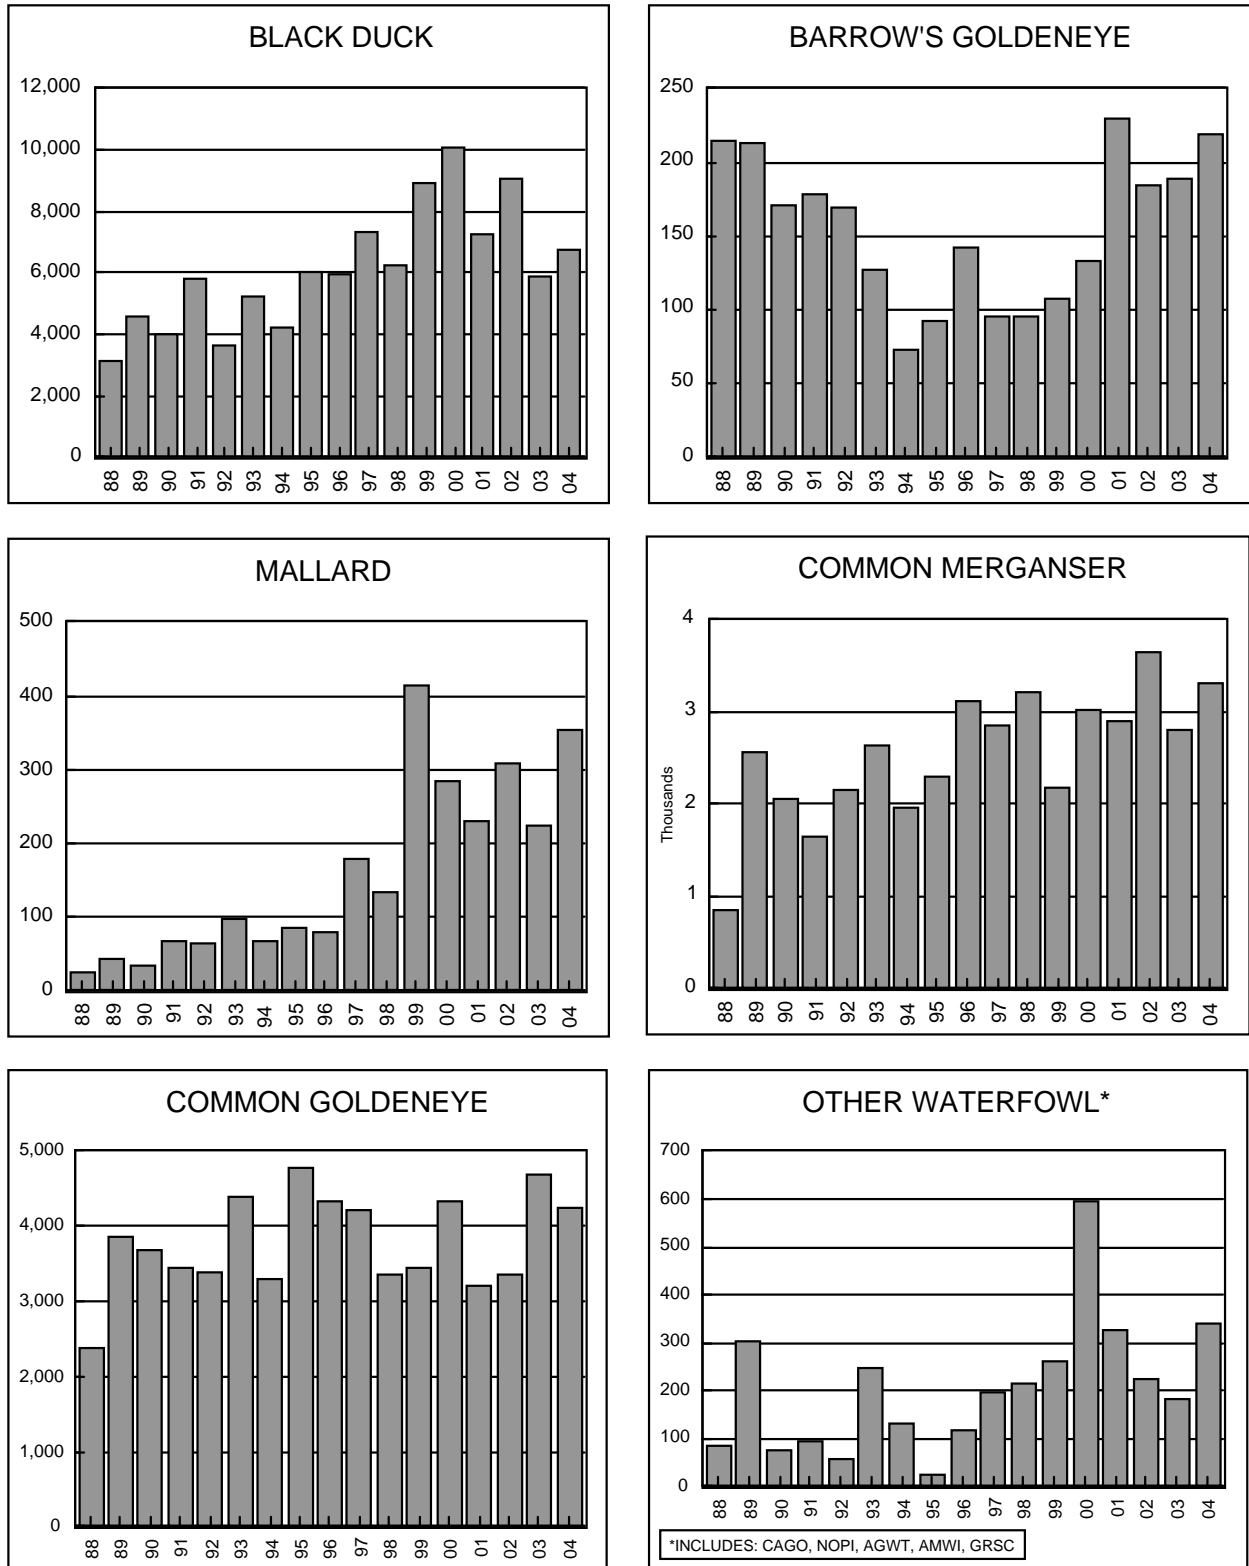 BLACK DUCK
12,000
10,000
8,000
6,000
4,000
2,000
0
88 89 90 91 92 93 94 95 96 97 98 99 00 01 02 03 04
BARROW'S GOLDENEYE
250
200
150
100
50
0
88 89 90 91 92 93 94 95 96 97 98 99 00 01 02 03 04
MALLARD
500
400
300
200
100
0
88 89 90 91 92 93 94 95 96 97 98 99 00 01 02 03 04
COMMON MERGANSER
Thousands
4
3
2
1
0
88 89 90 91 92 93 94 95 96 97 98 99 00 01 02 03 04
COMMON GOLDENEYE
5,000
4,000
3,000
2,000
1,000
0
88 89 90 91 92 93 94 95 96 97 98 99 00 01 02 03 04
OTHER WATERFOWL*
700
600
500
400
300
200
100
0
88 89 90 91 92 93 94 95 96 97 98 99 00 01 02 03 04
*INCLUDES: CAGO, NOPI, AGWT, AMWI, GRSC